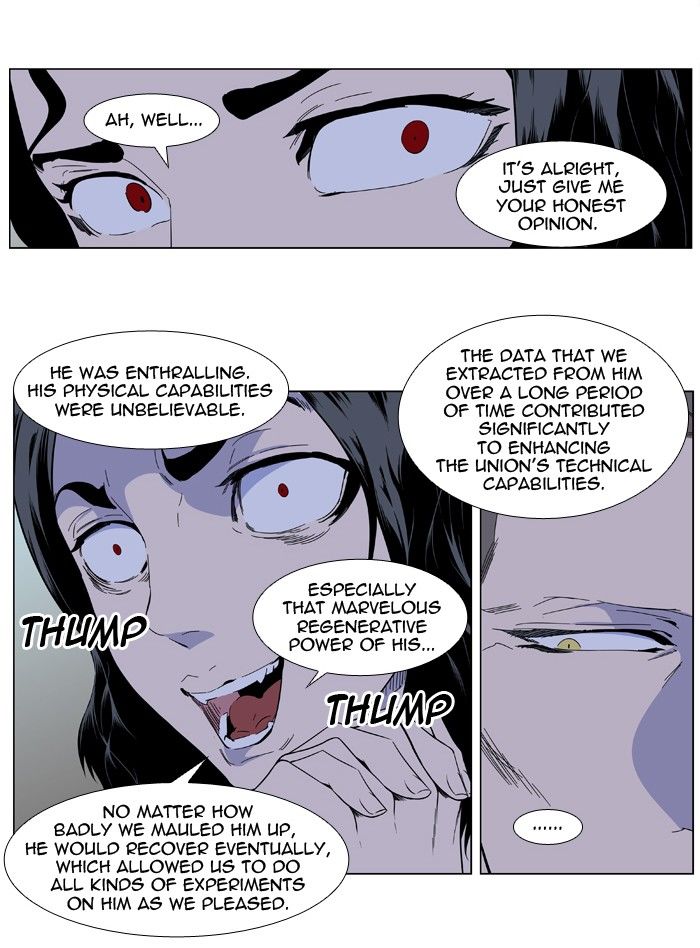 AH, WELL...
IT'S ALRIGHT,
JUST GIVE ME
YOUR HONEST
OPINION.
HE WAS ENTHRALLING.
HIS PHYSICAL CAPABILITIES
WERE UNBELIEVABLE.
THE DATA THAT WE
EXTRACTED FROM HIM
OVER A LONG PERIOD
OF TIME CONTRIBUTED
SIGNIFICANTLY
TO ENHANCING
THE UNION'S TECHNICAL
CAPABILITIES.
ESPECIALLY
THAT MARVELOUS
REGENERATIVE
POWER OF HIS...
THUMP
THUMP
NO MATTER HOW
BADLY WE MAULED HIM UP,
HE WOULD RECOVER EVENTUALLY,
WHICH ALLOWED US TO DO
ALL KINDS OF EXPERIMENTS
ON HIM AS WE PLEASED.
......